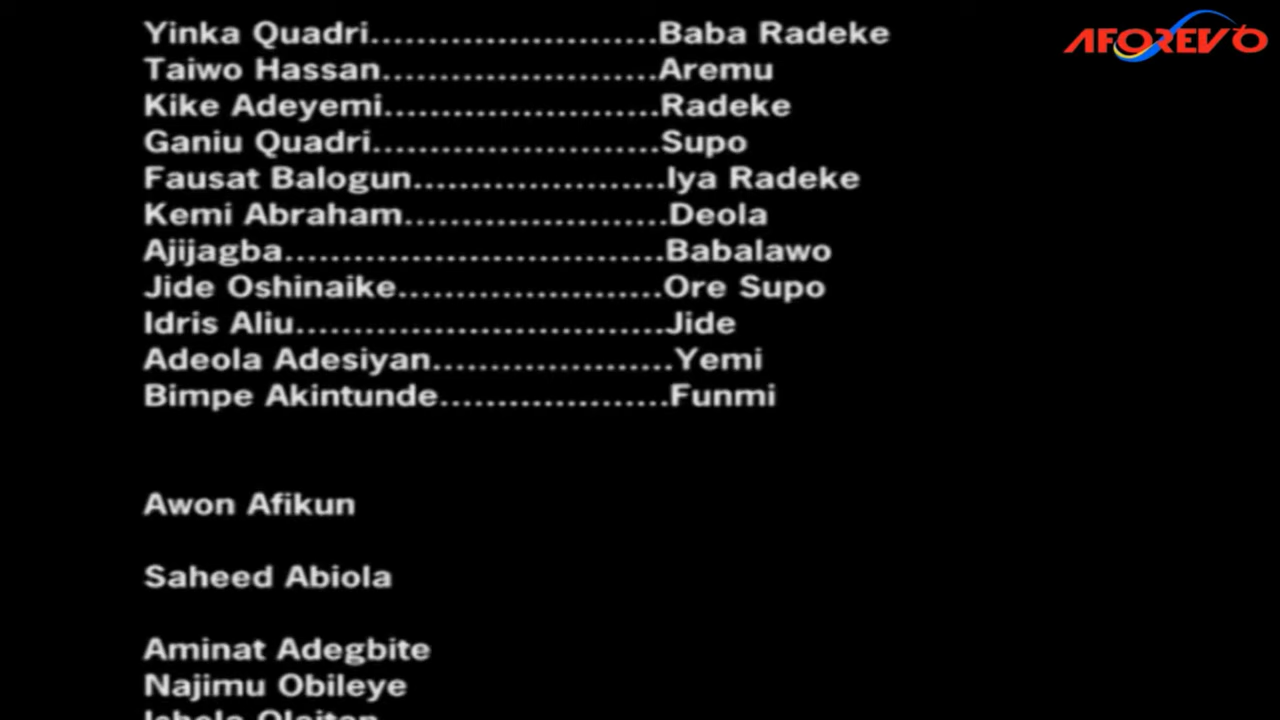 Yinka Quadri.........................Baba Radeke
AFOREVO
Taiwo Hassan........................Aremu
Kike Adeyemi........................Radeke
Ganiu Quadri.........................Supo
Fausat Balogun......................Iya Radeke
Kemi Abraham.......................Deola
Ajijagba.................................Babalawo
Jide Oshinaike.......................Ore Supo
Idris Aliu................................Jide
Adeola Adesiyan.....................Yemi
Bimpe Akintunde....................Funmi
Awon Afikun
Saheed Abiola
Aminat Adegbite
Najimu Obileye